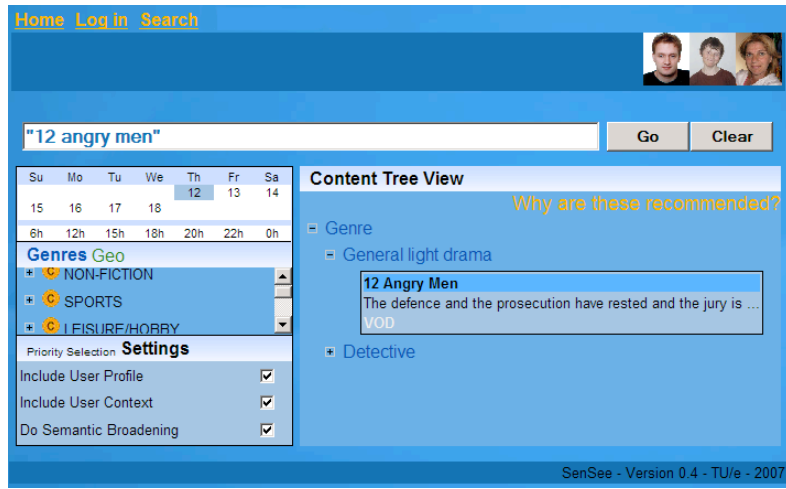 Home Log in Search
"12 angry men"
Go
Clear
Su Mo Tu We Th Fr Sa
12 13 14
15 16 17 18
6h 12h 15h 18h 20h 22h 0h
Genres Geo
C NON-FICTION
C SPORTS
C LEISURE/HOBBY
Priority Selection Settings
Include User Profile
Include User Context
Do Semantic Broadening
Content Tree View
Why are these recommended?
Genre
General light drama
12 Angry Men
The defence and the prosecution have rested and the jury is ...
VOD
Detective
SenSee - Version 0.4 - TU/e - 2007